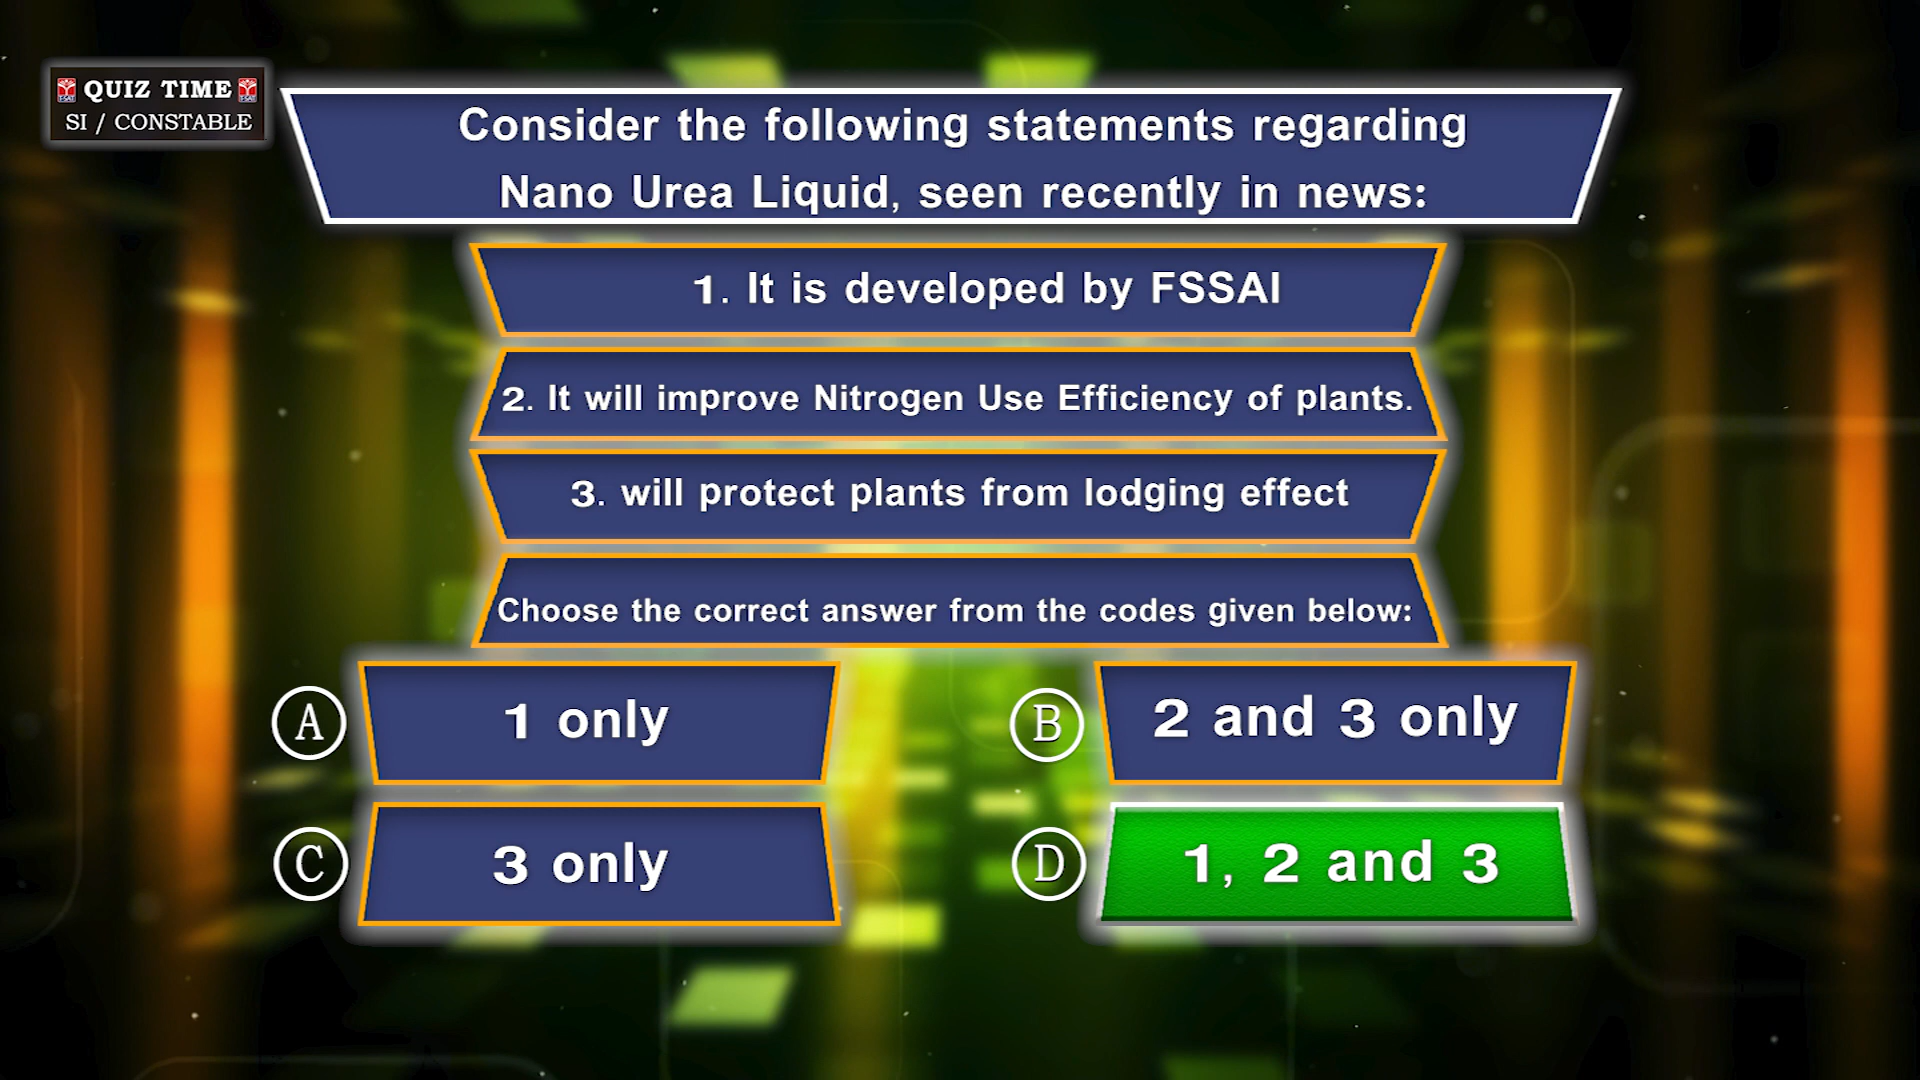 QUIZ TIME
SI / CONSTABLE
Consider the following statements regarding
Nano Urea Liquid, seen recently in news:
1. It is developed by FSSAI
2. It will improve Nitrogen Use Efficiency of plants.
3. will protect plants from lodging effect
Choose the correct answer from the codes given below:
A 1 only
B 2 and 3 only
C 3 only
D 1, 2 and 3